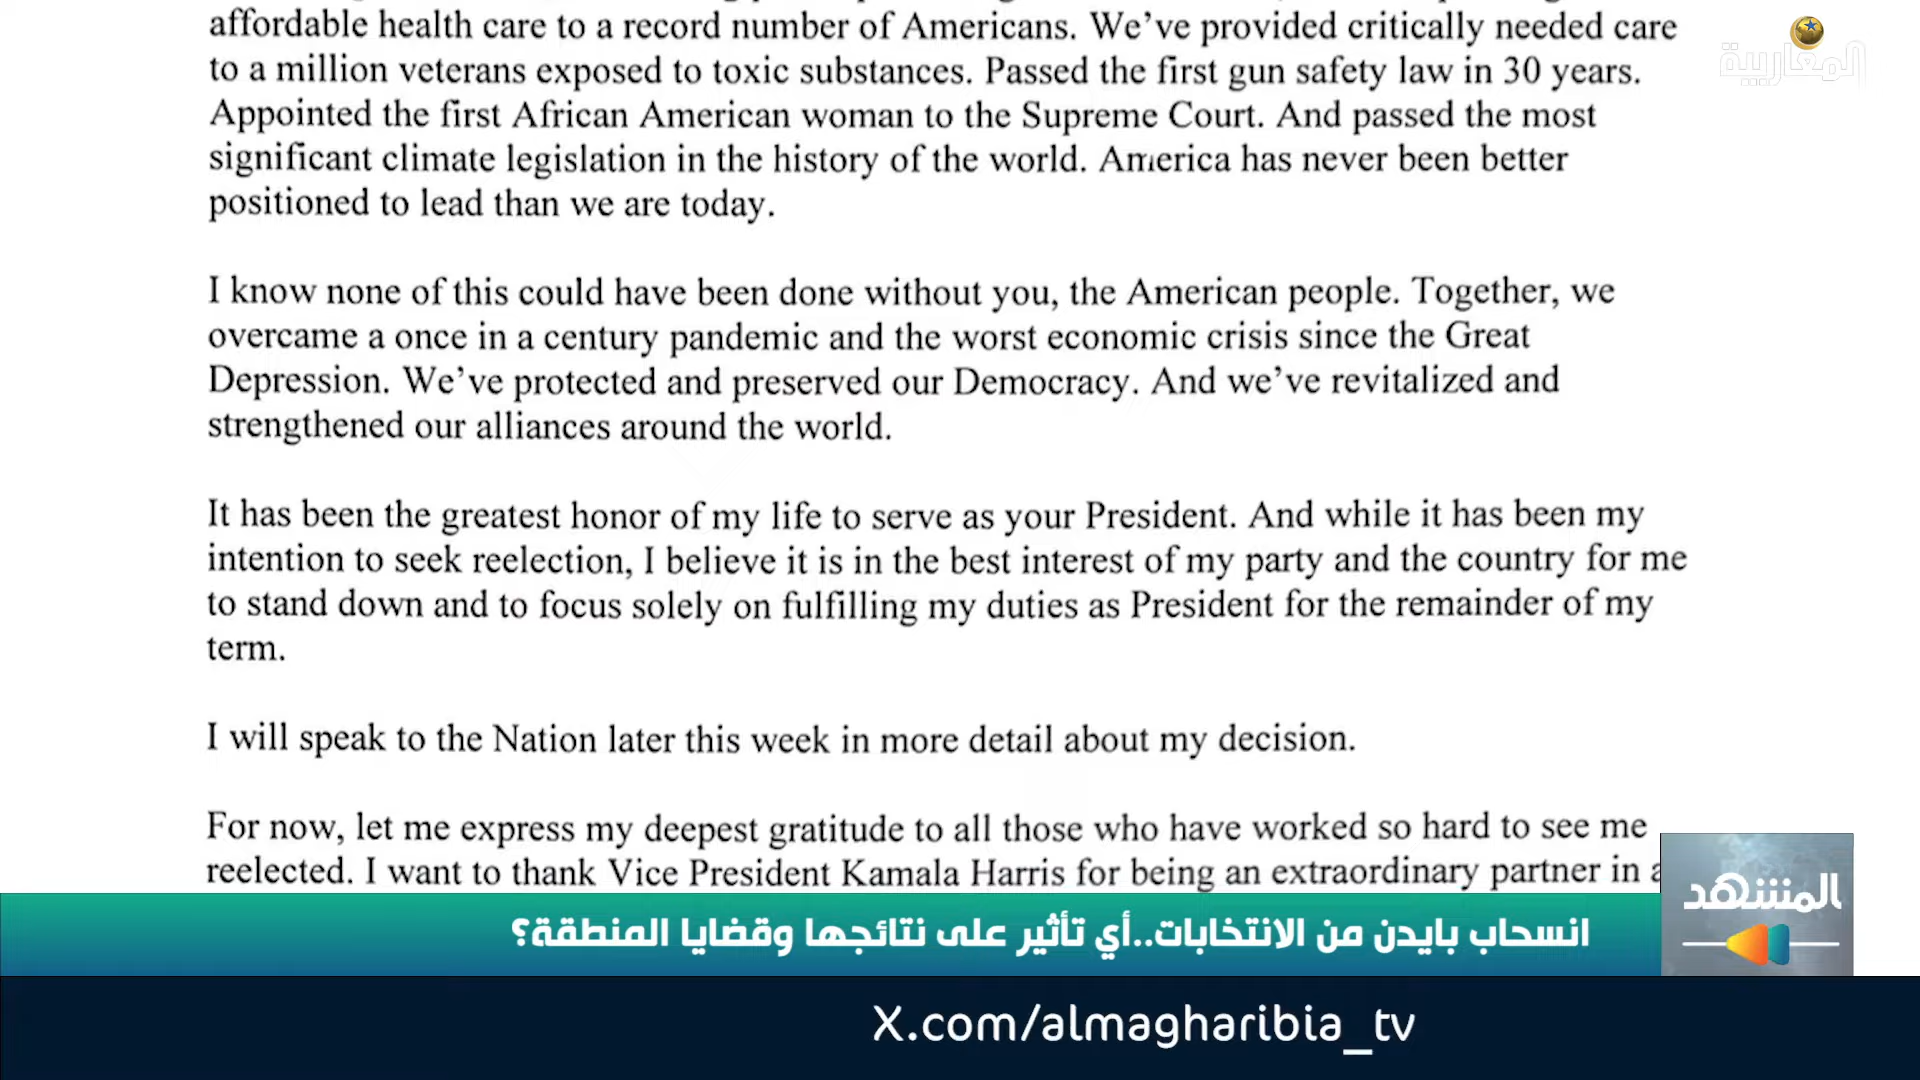 affordable health care to a record number of Americans. We’ve provided critically needed care
to a million veterans exposed to toxic substances. Passed the first gun safety law in 30 years.
Appointed the first African American woman to the Supreme Court. And passed the most
significant climate legislation in the history of the world. America has never been better
positioned to lead than we are today.
I know none of this could have been done without you, the American people. Together, we
overcame a once in a century pandemic and the worst economic crisis since the Great
Depression. We’ve protected and preserved our Democracy. And we’ve revitalized and
strengthened our alliances around the world.
It has been the greatest honor of my life to serve as your President. And while it has been my
intention to seek reelection, I believe it is in the best interest of my party and the country for me
to stand down and to focus solely on fulfilling my duties as President for the remainder of my
term.
I will speak to the Nation later this week in more detail about my decision.
For now, let me express my deepest gratitude to all those who have worked so hard to see me
reelected. I want to thank Vice President Kamala Harris for being an extraordinary partner in
المغاربية
المشهد
انسحاب بايدن من الانتخابات..أي تأثير على نتائجها وقضايا المنطقة؟
X.com/almagharibia_tv